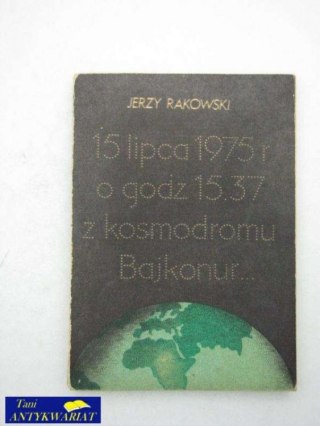 JERZY RAKOWSKI
15 lipca 1975 r
o godz 15.37
z kosmodromu
Bajkonur...
Tani
ANTYKWARIAT